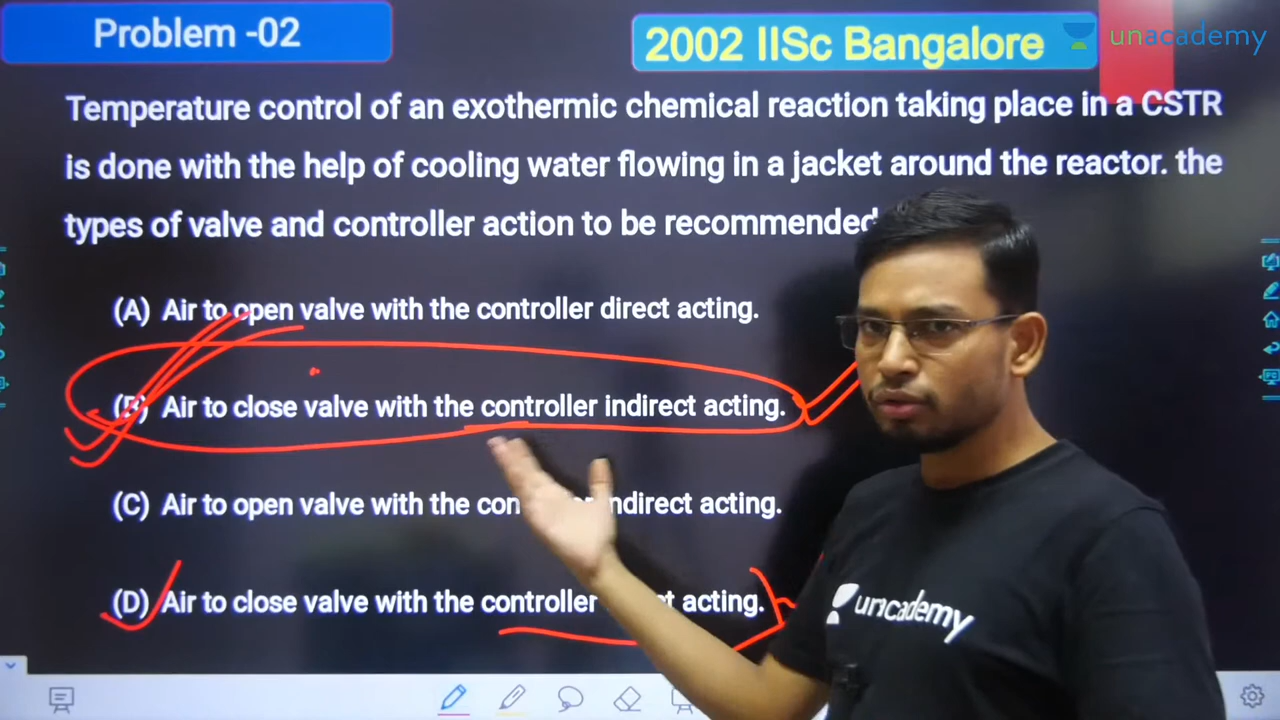 Problem -02
2002 IISc Bangalore
unacademy
Temperature control of an exothermic chemical reaction taking place in a CSTR
is done with the help of cooling water flowing in a jacket around the reactor. the
types of valve and controller action to be recommended
(A) Air to open valve with the controller direct acting.
(B) Air to close valve with the controller indirect acting.
(C) Air to open valve with the indirect acting.
(D) Air to close valve with the controller acting.
unacademy